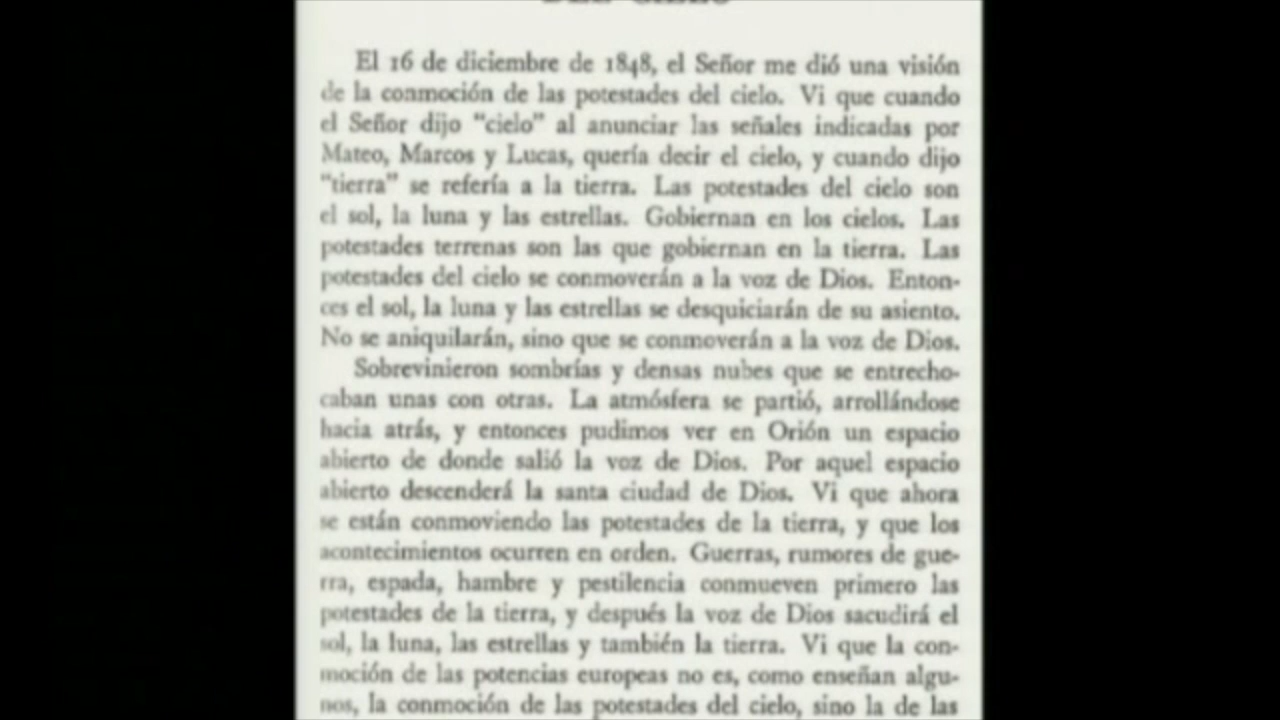 El 16 de diciembre de 1848, el Señor me dió una visión
de la conmoción de las potestades del cielo. Vi que cuando
el Señor dijo “cielo” al anunciar las señales indicadas por
Mateo, Marcos y Lucas, quería decir el cielo, y cuando dijo
“tierra” se refería a la tierra. Las potestades del cielo son
el sol, la luna y las estrellas. Gobiernan en los cielos. Las
potestades terrenas son las que gobiernan en la tierra. Las
potestades del cielo se conmoverán a la voz de Dios. Enton-
ces el sol, la luna y las estrellas se desquiciarán de su asiento.
No se aniquilarán, sino que se conmoverán a la voz de Dios.
Sobrevinieron sombrías y densas nubes que se entrecho-
caban unas con otras. La atmósfera se partió, arrollándose
hacia atrás, y entonces pudimos ver en Orión un espacio
abierto de donde salió la voz de Dios. Por aquel espacio
abierto descenderá la santa ciudad de Dios. Vi que ahora
se están conmoviendo las potestades de la tierra, y que los
acontecimientos ocurren en orden. Guerras, rumores de gue-
rra, espada, hambre y pestilencia conmueven primero las
potestades de la tierra, y después la voz de Dios sacudirá el
sol, la luna, las estrellas y también la tierra. Vi que la con-
moción de las potencias europeas no es, como enseñan algu-
nos, la conmoción de las potestades del cielo, sino la de las